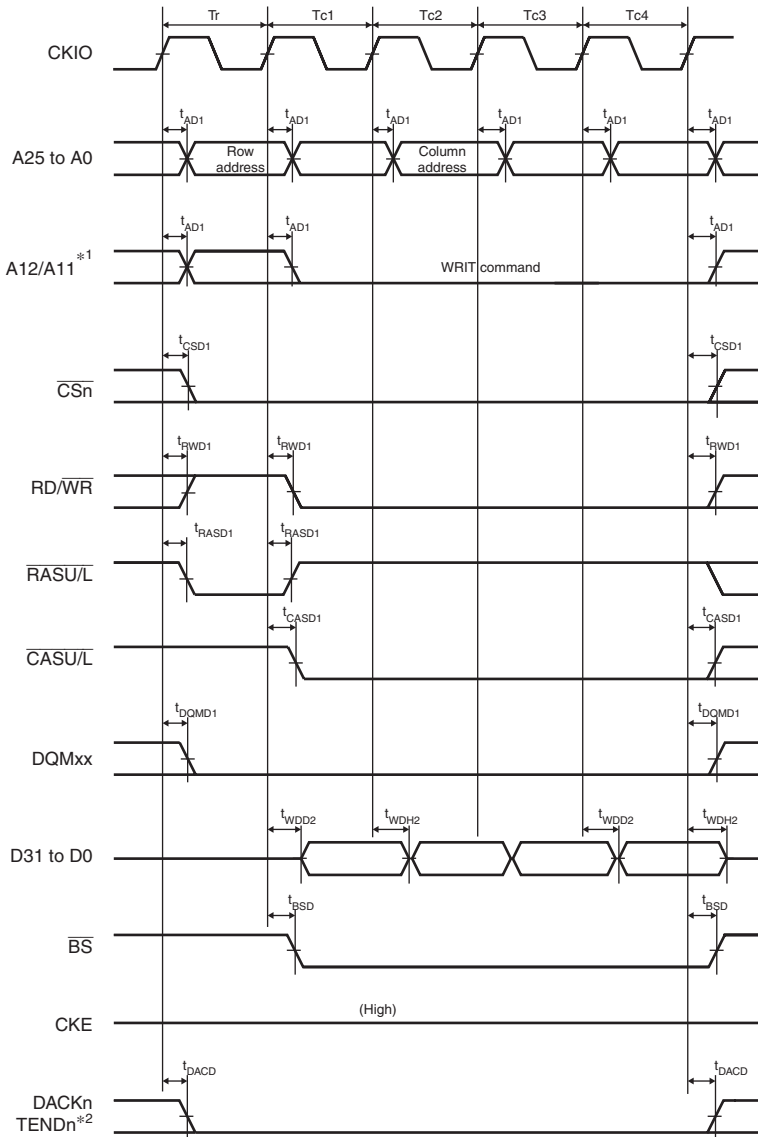 Tr Tc1 Tc2 Tc3 Tc4
CKIO
tAD1 tAD1 tAD1 tAD1 tAD1 tAD1
A25 to A0
Row address
Column address
tAD1 tAD1 tAD1
A12/A11*1
WRIT command
tCSD1 tCSD1
CSn
tRWD1 tRWD1 tRWD1
RD/WR
tRASD1 tRASD1
RASU/L
tCASD1 tCASD1
CASU/L
tDQMD1 tDQMD1
DQMxx
tWDD2 tWDH2 tWDD2 tWDH2
D31 to D0
tBSD tBSD
BS
(High)
CKE
tDACD tDACD
DACKn
TENDn*2